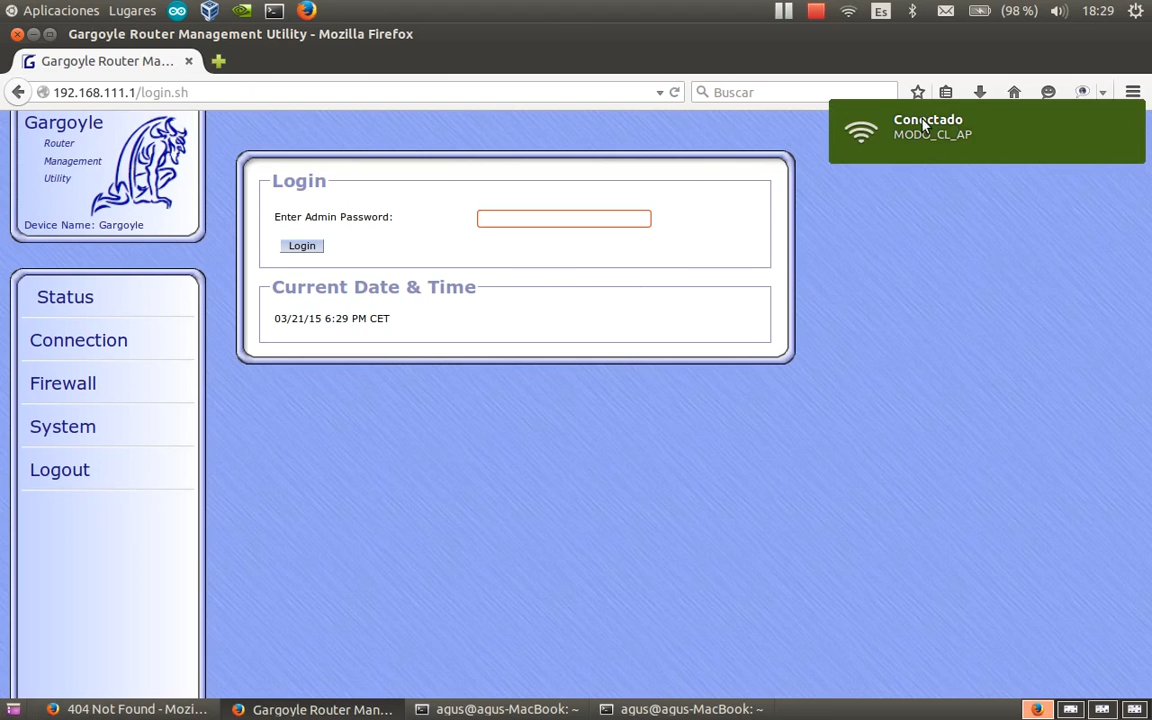 Aplicaciones Lugares Es (98 %) 18:29
Gargoyle Router Management Utility - Mozilla Firefox
Gargoyle Router Ma...
192.168.111.1/login.sh Buscar
Conectado
MODO_CL_AP
Gargoyle
Router
Management
Utility
Device Name: Gargoyle
Login
Enter Admin Password:
Login
Current Date & Time
03/21/15 6:29 PM CET
Status
Connection
Firewall
System
Logout
404 Not Found - Mozi... Gargoyle Router Man... agus@agus-MacBook: ~ agus@agus-MacBook: ~